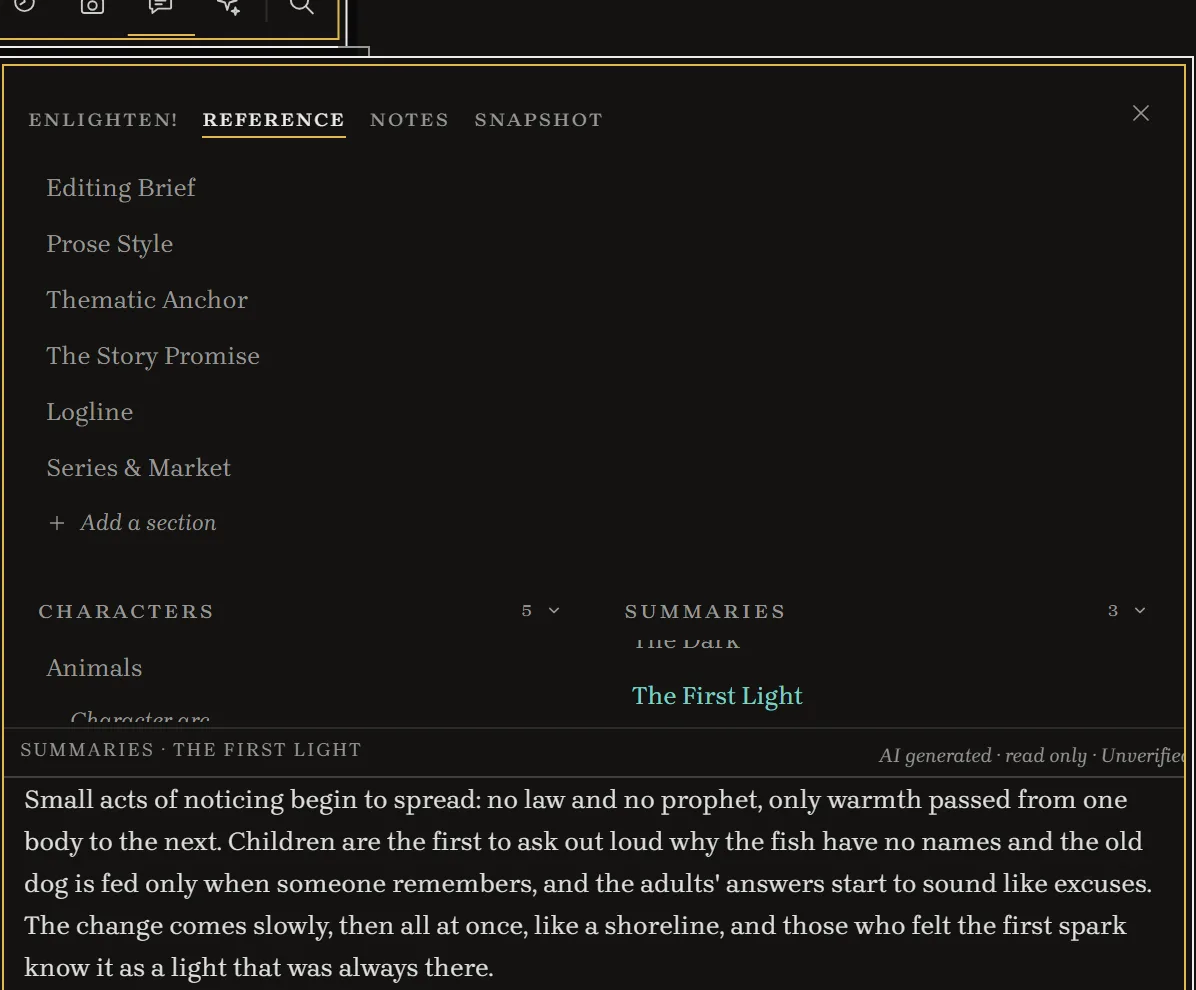 ENLIGHTEN! REFERENCE NOTES SNAPSHOT
Editing Brief
Prose Style
Thematic Anchor
The Story Promise
Logline
Series & Market
+ Add a section
CHARACTERS 5
Animals
Character arc
SUMMARIES 3
The Dark
The First Light
SUMMARIES · THE FIRST LIGHT
AI generated · read only · Unverified
Small acts of noticing begin to spread: no law and no prophet, only warmth passed from one
body to the next. Children are the first to ask out loud why the fish have no names and the old
dog is fed only when someone remembers, and the adults' answers start to sound like excuses.
The change comes slowly, then all at once, like a shoreline, and those who felt the first spark
know it as a light that was always there.